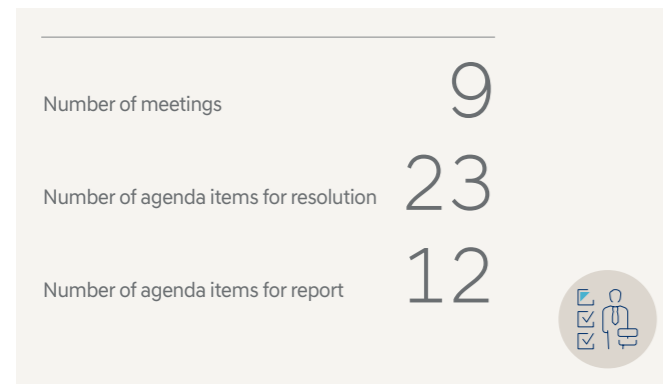 Number of meetings 9
Number of agenda items for resolution 23
Number of agenda items for report 12